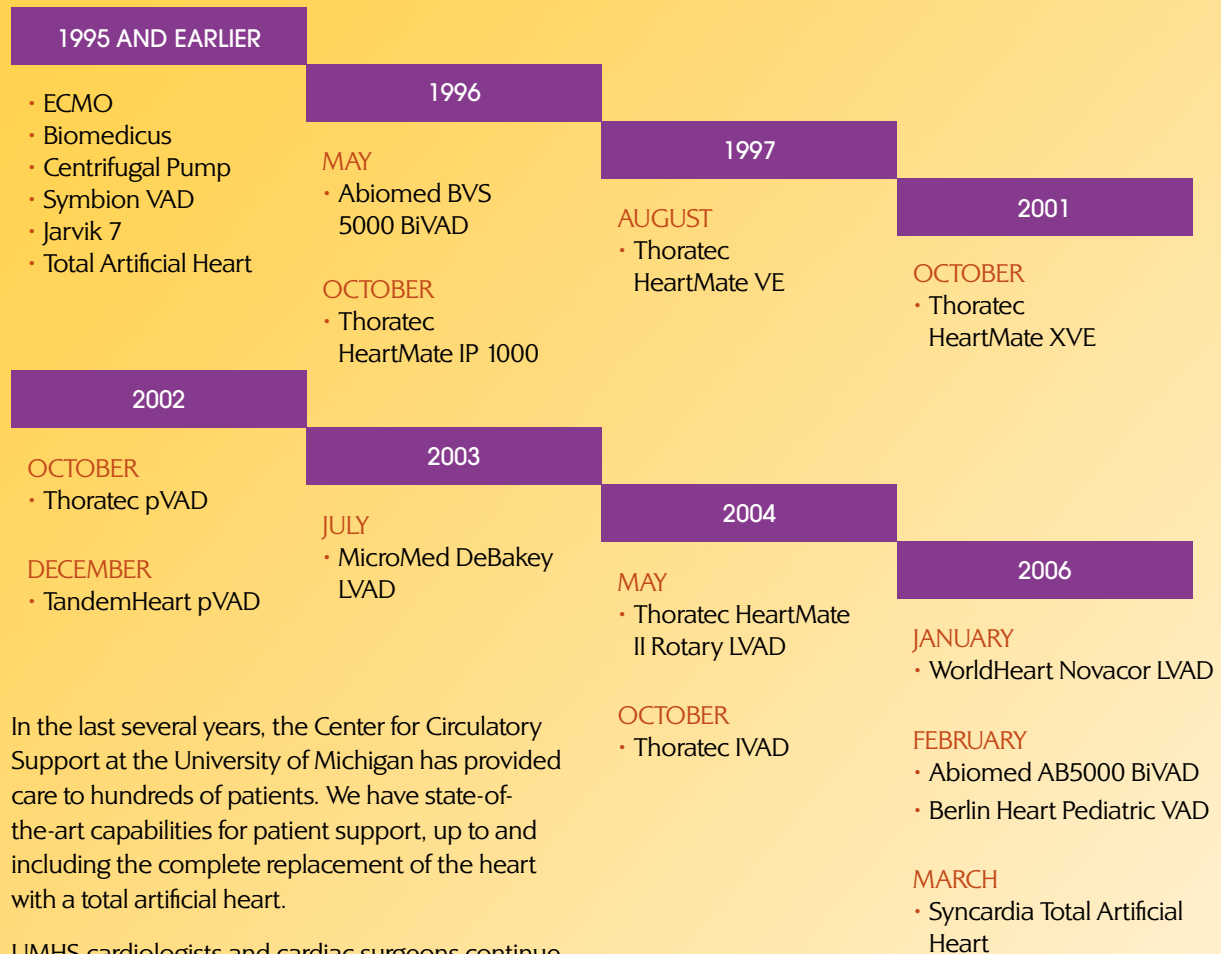 1995 AND EARLIER
• ECMO
• Biomedicus
• Centrifugal Pump
• Symbion VAD
• Jarvik 7
• Total Artificial Heart
1996
MAY
• Abiomed BVS
5000 BiVAD
OCTOBER
• Thoratec
HeartMate IP 1000
1997
AUGUST
• Thoratec
HeartMate VE
2001
OCTOBER
• Thoratec
HeartMate XVE
2002
OCTOBER
• Thoratec pVAD
DECEMBER
• TandemHeart pVAD
2003
JULY
• MicroMed DeBakey
LVAD
2004
MAY
• Thoratec HeartMate
II Rotary LVAD
OCTOBER
• Thoratec IVAD
2006
JANUARY
• WorldHeart Novacor LVAD
FEBRUARY
• Abiomed AB5000 BiVAD
• Berlin Heart Pediatric VAD
MARCH
• Syncardia Total Artificial
Heart
In the last several years, the Center for Circulatory
Support at the University of Michigan has provided
care to hundreds of patients. We have state-of-
the-art capabilities for patient support, up to and
including the complete replacement of the heart
with a total artificial heart.
UMHS cardiologists and cardiac surgeons continue